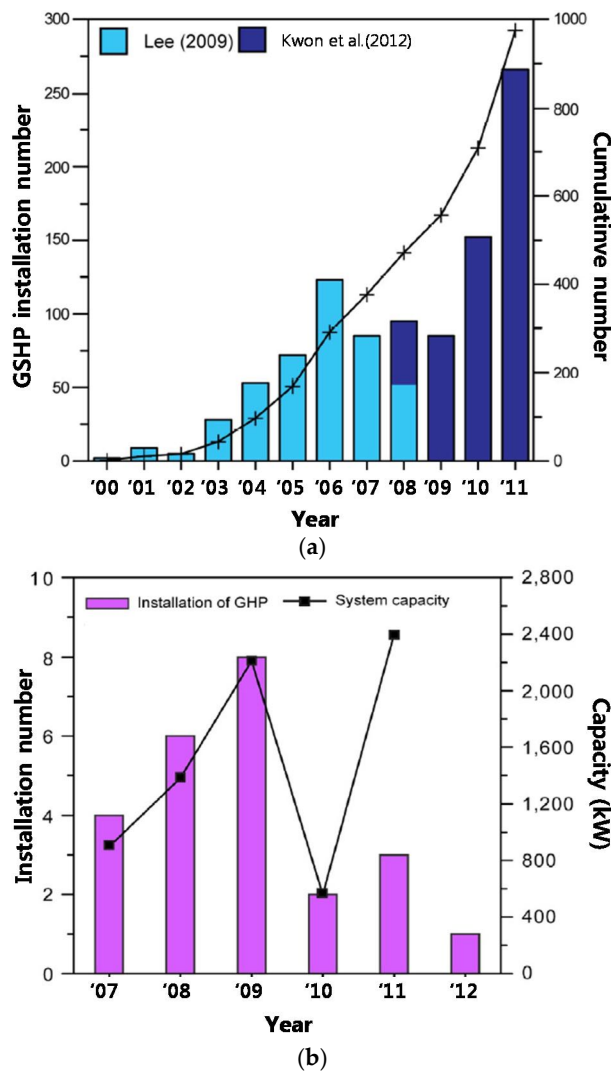 300
250
200
150
100
50
0
GSHP installation number
Lee (2009)
Kwon et al.(2012)
1000
800
600
400
200
0
Cumulatinve number
‘00 ‘01 ‘02 ‘03 ‘04 ‘05 ‘06 ‘07 ‘08 ‘09 ‘10 ‘11
Year
(a)
10
8
6
4
2
0
Installation number
Installation of GHP
System capacity
2,800
2,400
2,000
1,600
1,200
800
400
0
Capacity (kW)
‘07 ‘08 ‘09 ‘10 ‘11 ‘12
Year
(b)